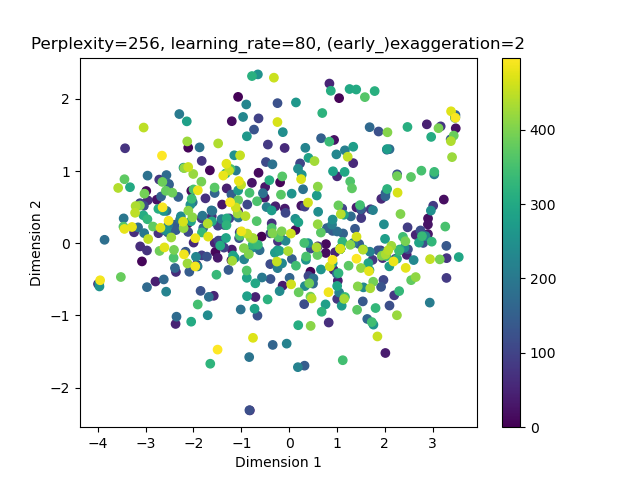 Perplexity=256, learning_rate=80, (early_)exaggeration=2
Dimension 2
2
1
0
−1
−2
−4 −3 −2 −1 0 1 2 3
Dimension 1
400
300
200
100
0